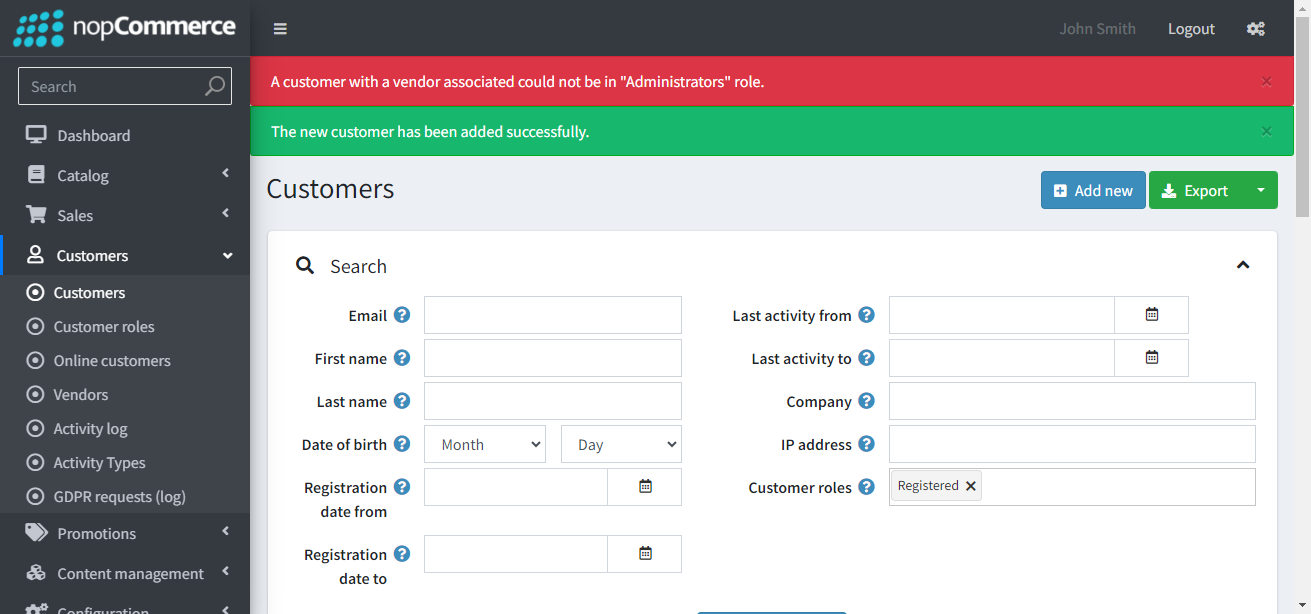 nopCommerce
John Smith
Logout
Search
A customer with a vendor associated could not be in "Administrators" role.
The new customer has been added successfully.
Dashboard
Catalog
Sales
Customers
Customers
Customer roles
Online customers
Vendors
Activity log
Activity Types
GDPR requests (log)
Promotions
Content management
Configuration
Customers
Add new
Export
Search
Email
First name
Last name
Date of birth
Month
Day
Registration
date from
Registration
date to
Last activity from
Last activity to
Company
IP address
Customer roles
Registered